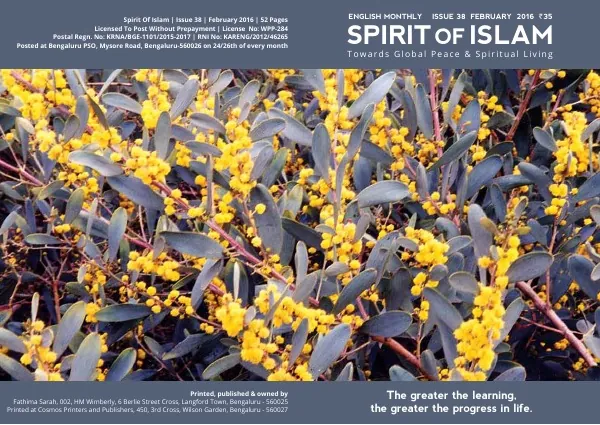 Spirit Of Islam | Issue 38 | February 2016 | 52 Pages
Licensed To Post Without Prepayment | License No: WPP-284
Postal Regn. No: KRNA/BGE-1101/2015-2017 | RNI No: KARENG/2012/46265
Posted at Bengaluru PSO, Mysore Road, Bengaluru-560026 on 24/26th of every month
ENGLISH MONTHLY ISSUE 38 FEBRUARY 2016 ₹35
SPIRIT OF ISLAM
Towards Global Peace & Spiritual Living
Printed, published & owned by
Fathima Sarah, 002, HM Wimberly, 6 Berlie Street Cross, Langford Town, Bengaluru - 560025
Printed at Cosmos Printers and Publishers, 450, 3rd Cross, Wilson Garden, Bengaluru - 560027
The greater the learning,
the greater the progress in life.